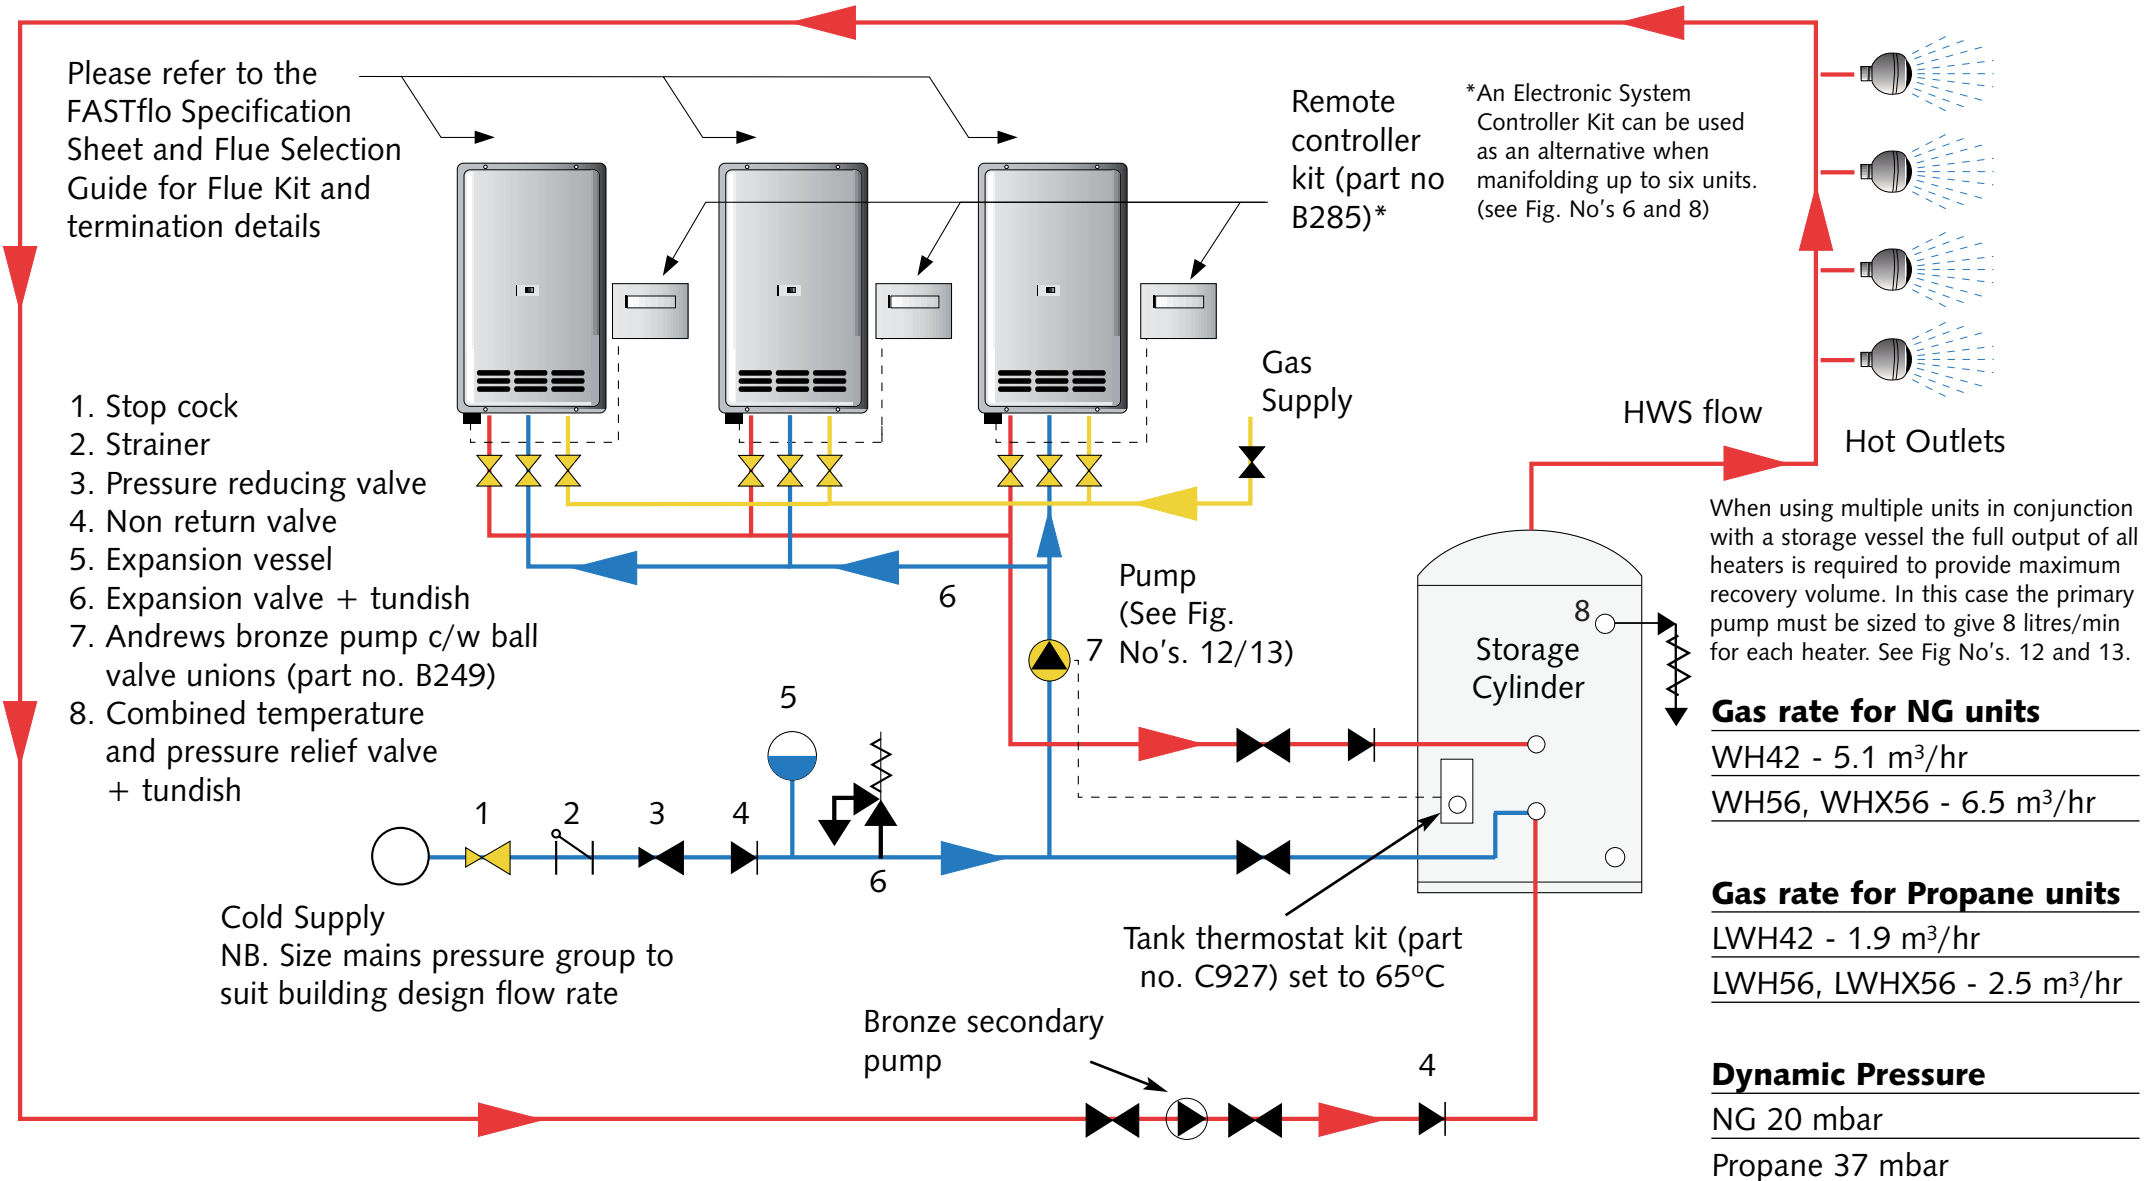 Please refer to the
FASTflo Specification
Sheet and Flue Selection
Guide for Flue Kit and
termination details
Remote
controller
kit (part no
B285)*
*An Electronic System
Controller Kit can be used
as an alternative when
manifolding up to six units.
(see Fig. No's 6 and 8)
Gas
Supply
HWS flow
Hot Outlets
1. Stop cock
2. Strainer
3. Pressure reducing valve
4. Non return valve
5. Expansion vessel
6. Expansion valve + tundish
7. Andrews bronze pump c/w ball
valve unions (part no. B249)
8. Combined temperature
and pressure relief valve
+ tundish
6
Pump
(See Fig.
No's. 12/13)
7
When using multiple units in conjunction
with a storage vessel the full output of all
heaters is required to provide maximum
recovery volume. In this case the primary
pump must be sized to give 8 litres/min
for each heater. See Fig No's. 12 and 13.
8
Storage
Cylinder
5
1
2
3
4
6
Cold Supply
NB. Size mains pressure group to
suit building design flow rate
Tank thermostat kit (part
no. C927) set to 65ºC
Bronze secondary
pump
4
Gas rate for NG units
WH42 - 5.1 m³/hr
WH56, WHX56 - 6.5 m³/hr
Gas rate for Propane units
LWH42 - 1.9 m³/hr
LWH56, LWHX56 - 2.5 m³/hr
Dynamic Pressure
NG 20 mbar
Propane 37 mbar